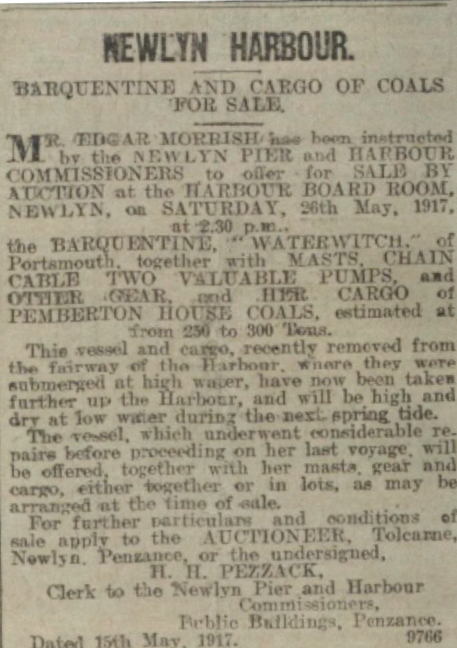 NEWLYN HARBOUR.
BARQUENTINE AND CARGO OF COALS
FOR SALE.
MR. EDGAR MORRISH has been instructed
by the NEWLYN PIER and HARBOUR
COMMISSIONERS to offer for SALE BY
AUCTION at the HARBOUR BOARD ROOM,
NEWLYN, on SATURDAY, 26th May, 1917,
at 2.30 p.m.,
the BARQUENTINE, "WATERWITCH," of
Portsmouth, together with MASTS, CHAIN
CABLE TWO VALUABLE PUMPS, and
OTHER GEAR, and HER CARGO of
PEMBERTON HOUSE COALS, estimated at
from 250 to 300 Tons.
This vessel and cargo, recently removed from
the fairway of the Harbour, where they were
submerged at high water, have now been taken
further up the Harbour, and will be high and
dry at low water during the next spring tide.
The vessel, which underwent considerable re-
pairs before proceeding on her last voyage, will
be offered, together with her masts, gear and
cargo, either together or in lots, as may be
arranged at the time of sale.
For further particulars and conditions of
sale apply to the AUCTIONEER, Tolcarne,
Newlyn, Penzance, or the undersigned,
H. H. PEZZACK,
Clerk to the Newlyn Pier and Harbour
Commissioners,
Public Buildings, Penzance.
Dated 15th May, 1917. 9766